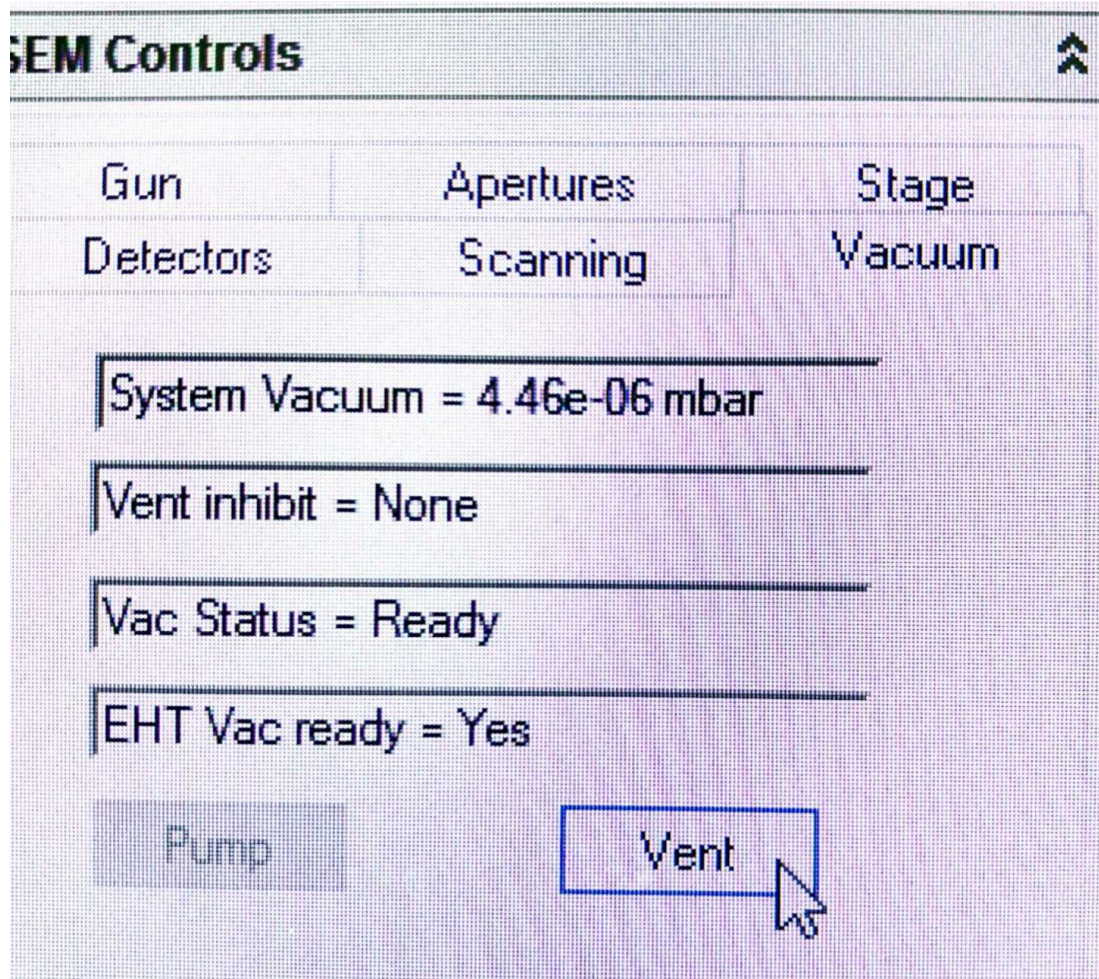 SEM Controls
Gun Apertures Stage
Detectors Scanning Vacuum
System Vacuum = 4.46e-06 mbar
Vent inhibit = None
Vac Status = Ready
EHT Vac ready = Yes
Pump Vent